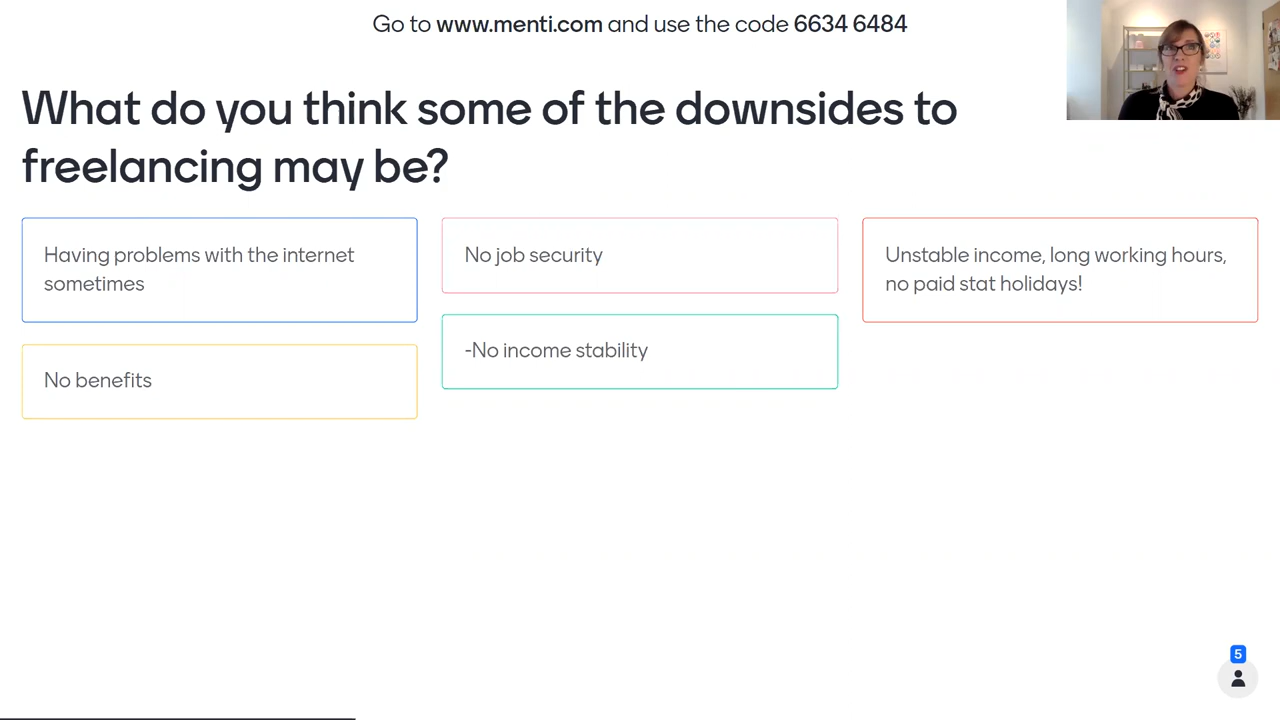 Go to www.menti.com and use the code 6634 6484
What do you think some of the downsides to
freelancing may be?
Having problems with the internet
sometimes
No benefits
No job security
-No income stability
Unstable income, long working hours,
no paid stat holidays!
5